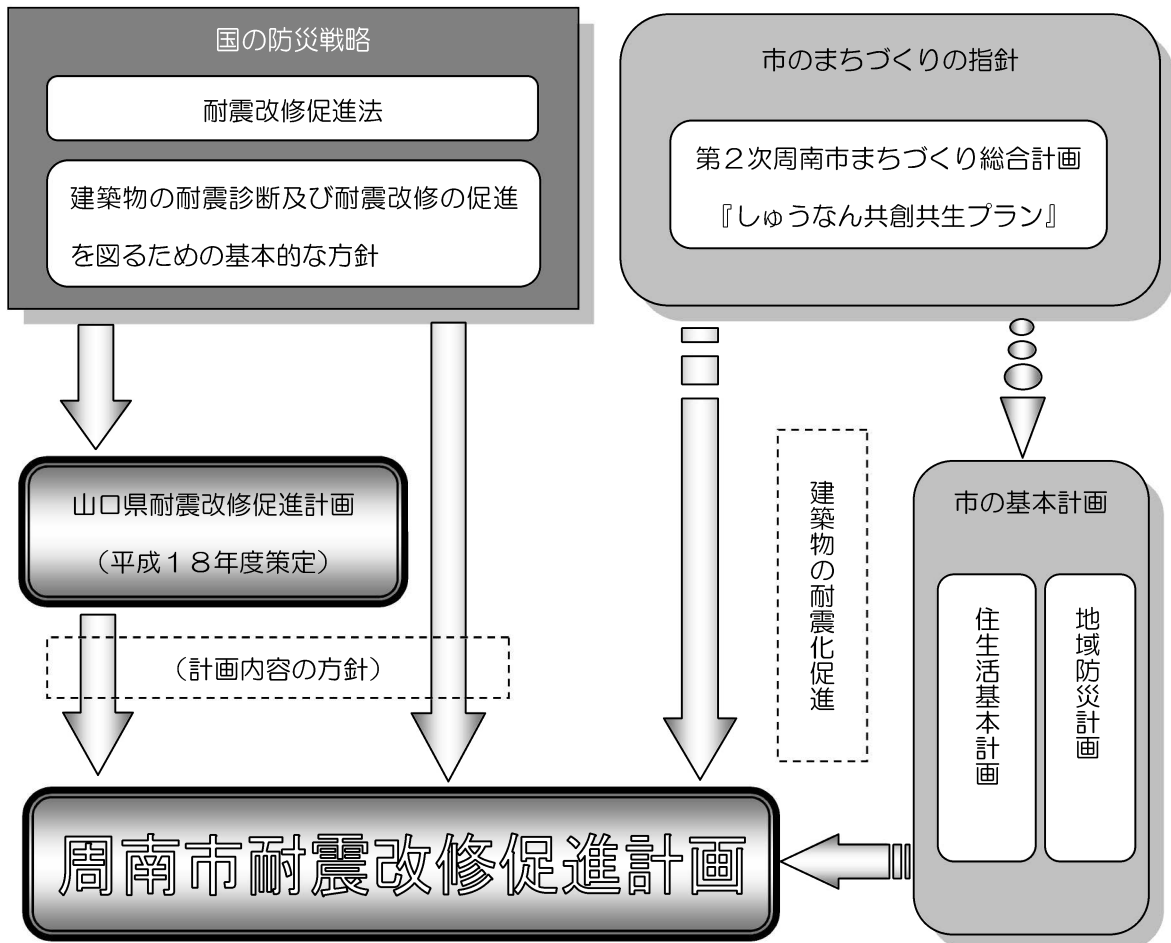 国の防災戦略
耐震改修促進法
建築物の耐震診断及び耐震改修の促進
を図るための基本的な方針
市のまちづくりの指針
第２次周南市まちづくり総合計画
『しゅうなん共創共生プラン』
山口県耐震改修促進計画
（平成１８年度策定）
（計画内容の方針）
建築物の耐震化促進
市の基本計画
住生活基本計画
地域防災計画
周南市耐震改修促進計画